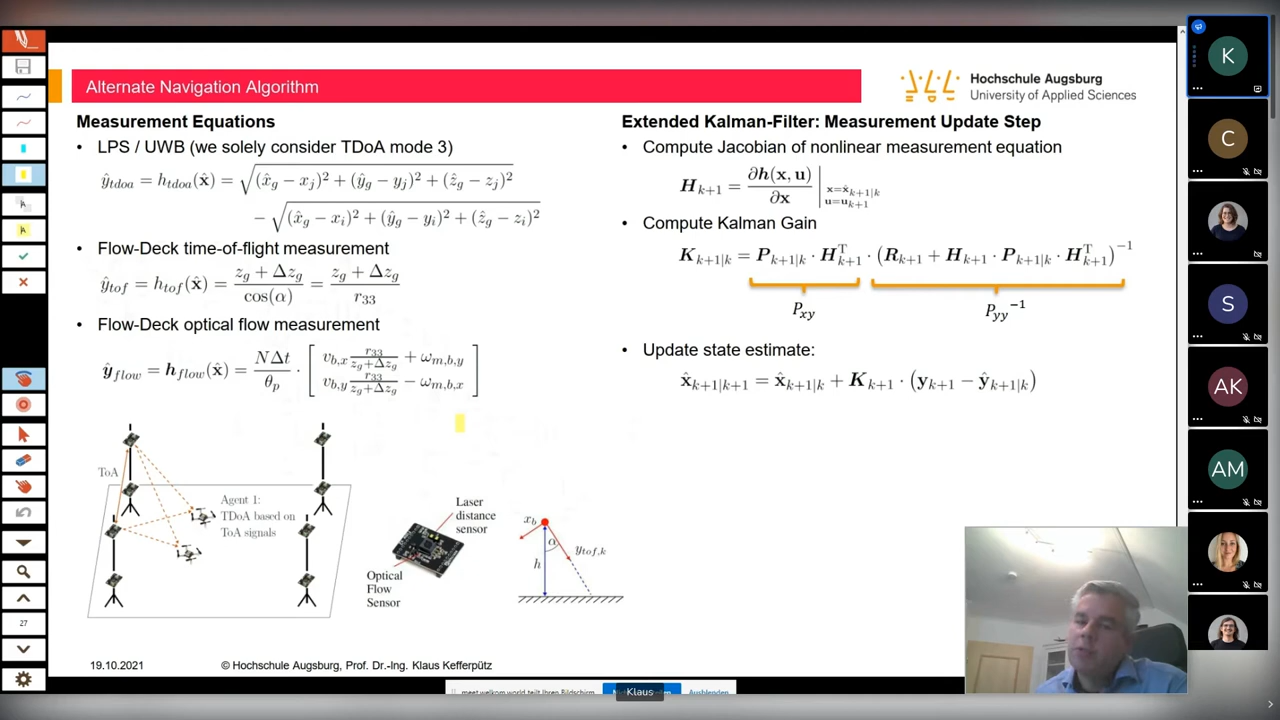 Alternate Navigation Algorithm
Hochschule Augsburg
University of Applied Sciences
Measurement Equations
• LPS / UWB (we solely consider TDoA mode 3)
ŷ_tdoa = h_tdoa(x̂) = √((x̂_g − x_j)² + (ŷ_g − y_j)² + (ẑ_g − z_j)²
− √((x̂_g − x_i)² + (ŷ_g − y_i)² + (ẑ_g − z_i)²
• Flow-Deck time-of-flight measurement
ŷ_tof = h_tof(x̂) = (z_g + Δz_g)/cos(α) = (z_g + Δz_g)/r_33
• Flow-Deck optical flow measurement
ŷ_flow = h_flow(x̂) = NΔt/θ_p · [ v_b,x r_33/(z_g+Δz_g) + ω_m,b,y
v_b,y r_33/(z_g+Δz_g) − ω_m,b,x ]
ToA
Agent 1:
TDoA based on
ToA signals
Laser
distance
sensor
Optical
Flow
Sensor
x_b
α
y_tof,k
h
Extended Kalman-Filter: Measurement Update Step
• Compute Jacobian of nonlinear measurement equation
H_k+1 = ∂h(x, u)/∂x | x=x̂_k+1|k
u=u_k+1
• Compute Kalman Gain
K_k+1|k = P_k+1|k · H^T_k+1 · (R_k+1 + H_k+1 · P_k+1|k · H^T_k+1)^−1
P_xy
P_yy^−1
• Update state estimate:
x̂_k+1|k+1 = x̂_k+1|k + K_k+1 · (y_k+1 − ŷ_k+1|k)
19.10.2021
© Hochschule Augsburg, Prof. Dr.-Ing. Klaus Kefferpütz
27
meet.welkom.world teilt Ihren Bildschirm
Ausblenden
Klaus
K
C
S
AK
AM